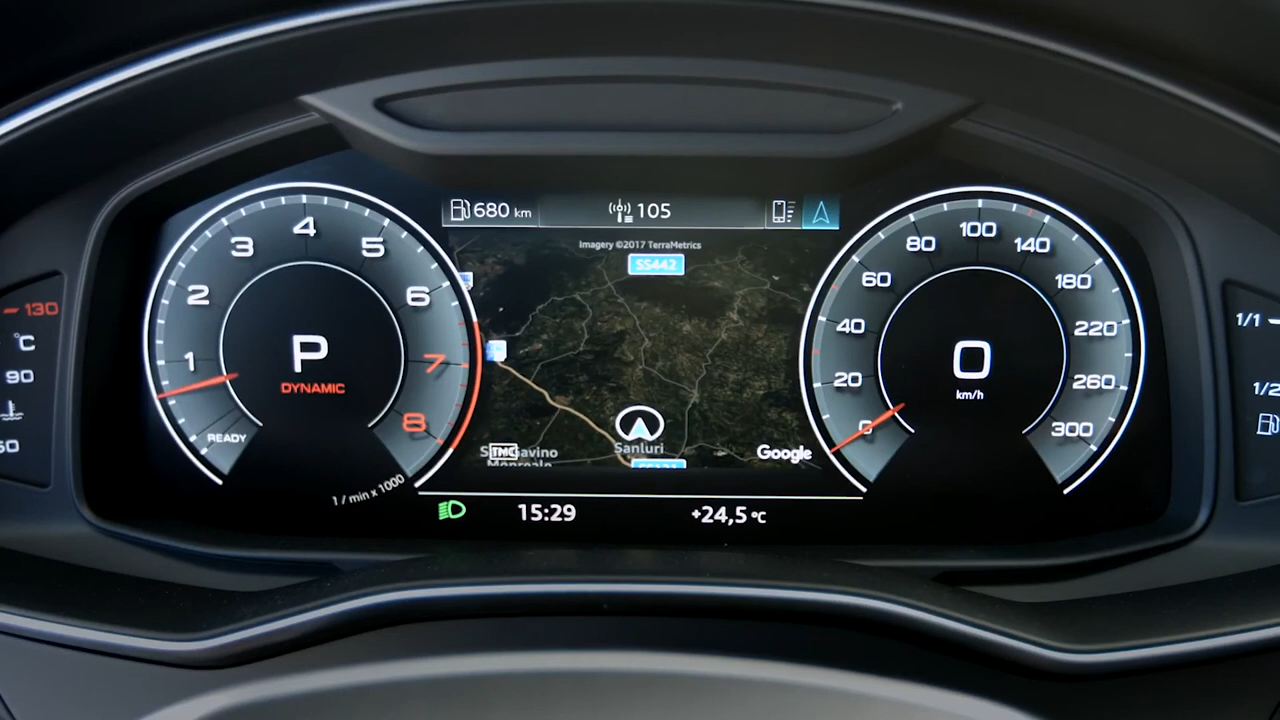 130
°C
90
1
2
3
4
5
6
7
8
READY
P
DYNAMIC
1 / min x 1000
680 km
105
Imagery ©2017 TerraMetrics
SS442
Sanluri
TMC
Monreale
Google
15:29
+24,5 °C
0
20
40
60
80
100
140
180
220
260
300
0
km/h
1/1
1/2